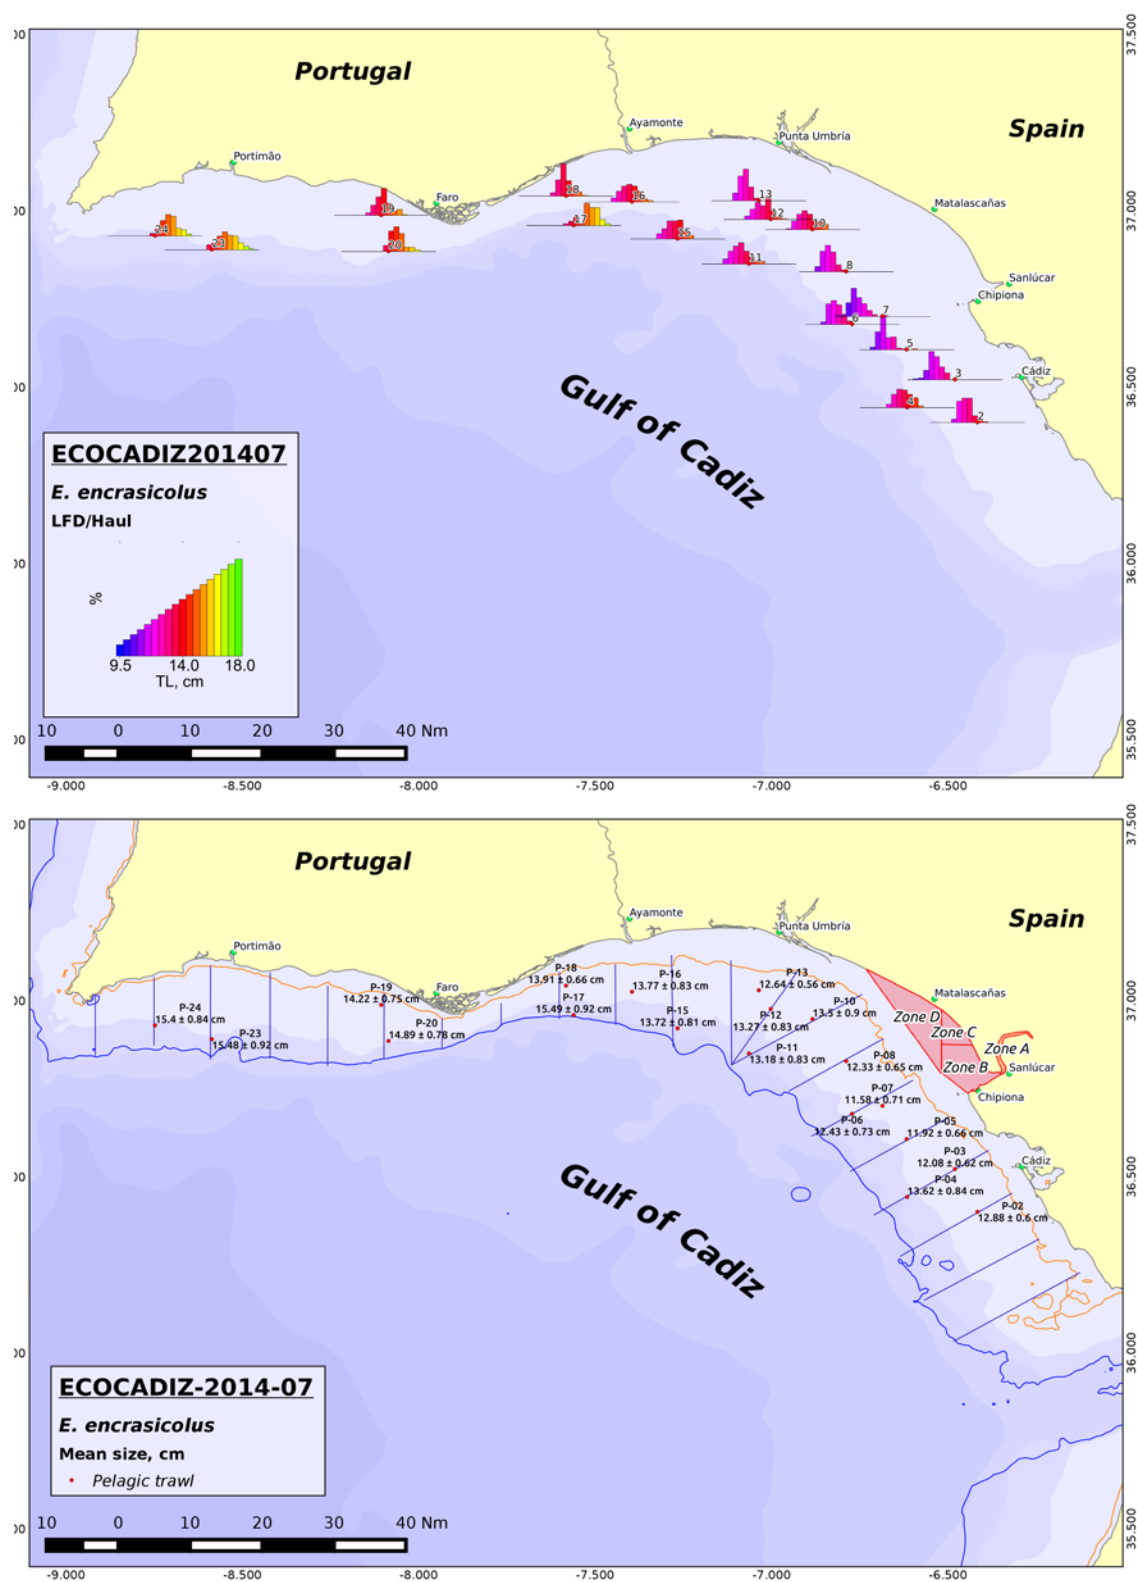 Portugal
Spain
Ayamonte
Punta Umbría
Portimão
Faro
Matalascañas
Sanlúcar
Chipiona
Cádiz
24
23
19
20
18
17
16
15
13
12
10
11
8
7
6
5
3
4
2
Gulf of Cadiz
ECOCADIZ201407
E. encrasicolus
LFD/Haul
%
9.5 14.0 18.0
TL, cm
10 0 10 20 30 40 Nm
-9.000 -8.500 -8.000 -7.500 -7.000 -6.500
37.500
37.000
36.500
36.000
35.500
00
00
00
00
00
Portugal
Spain
Ayamonte
Punta Umbría
Portimão
Faro
Matalascañas
Sanlúcar
Chipiona
Cádiz
Zone D
Zone C
Zone A
Zone B
P-24
15.4 ± 0.84 cm
P-23
15.48 ± 0.92 cm
P-19
14.22 ± 0.75 cm
P-20
14.89 ± 0.78 cm
P-18
13.91 ± 0.66 cm
P-17
15.49 ± 0.92 cm
P-16
13.77 ± 0.83 cm
P-15
13.72 ± 0.81 cm
P-13
12.64 ± 0.56 cm
P-10
13.5 ± 0.9 cm
P-12
13.27 ± 0.83 cm
P-11
13.18 ± 0.83 cm
P-08
12.33 ± 0.65 cm
P-07
11.58 ± 0.71 cm
P-06
12.43 ± 0.73 cm
P-05
11.92 ± 0.66 cm
P-03
12.08 ± 0.62 cm
P-04
13.62 ± 0.84 cm
P-02
12.88 ± 0.6 cm
Gulf of Cadiz
ECOCADIZ-2014-07
E. encrasicolus
Mean size, cm
Pelagic trawl
10 0 10 20 30 40 Nm
-9.000 -8.500 -8.000 -7.500 -7.000 -6.500
37.500
37.000
36.500
36.000
35.500
00
00
00
00
00